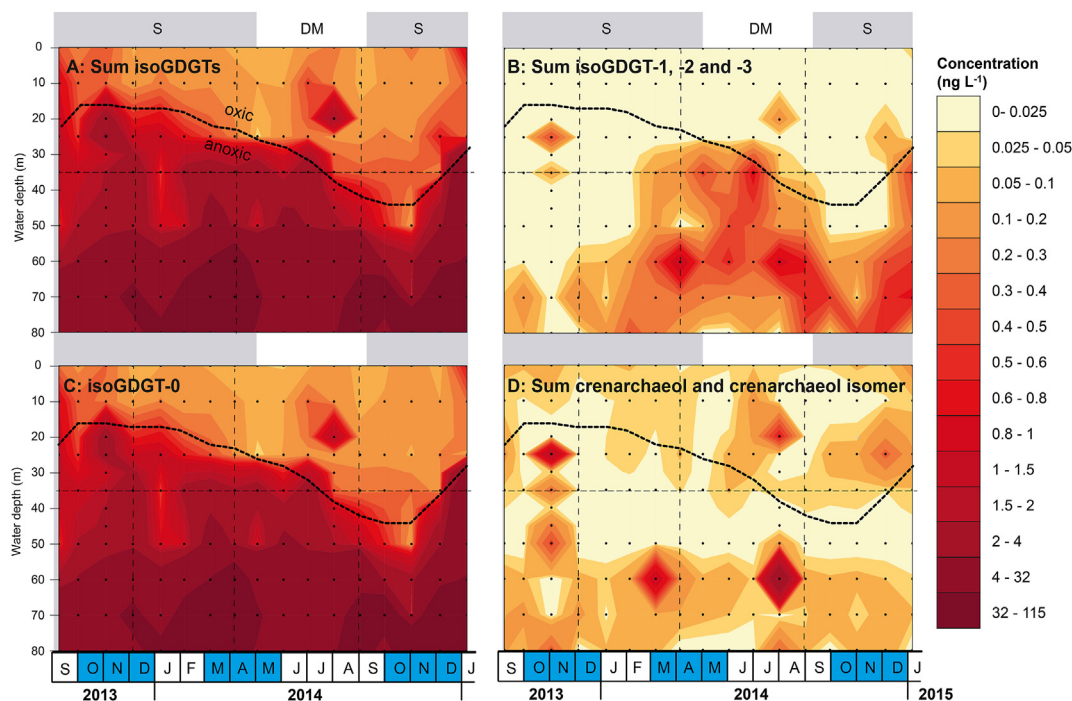 S DM S S DM S
A: Sum isoGDGTs
B: Sum isoGDGT-1, -2 and -3
oxic
anoxic
Water depth (m)
0
10
20
30
40
50
60
70
80
C: isoGDGT-0
D: Sum crenarchaeol and crenarchaeol isomer
Water depth (m)
0
10
20
30
40
50
60
70
80
S O N D J F M A M J J A S O N D J
2013 2014
S O N D J F M A M J J A S O N D J
2013 2014 2015
Concentration
(ng L⁻¹)
0- 0.025
0.025 - 0.05
0.05 - 0.1
0.1 - 0.2
0.2 - 0.3
0.3 - 0.4
0.4 - 0.5
0.5 - 0.6
0.6 - 0.8
0.8 - 1
1 - 1.5
1.5 - 2
2 - 4
4 - 32
32 - 115